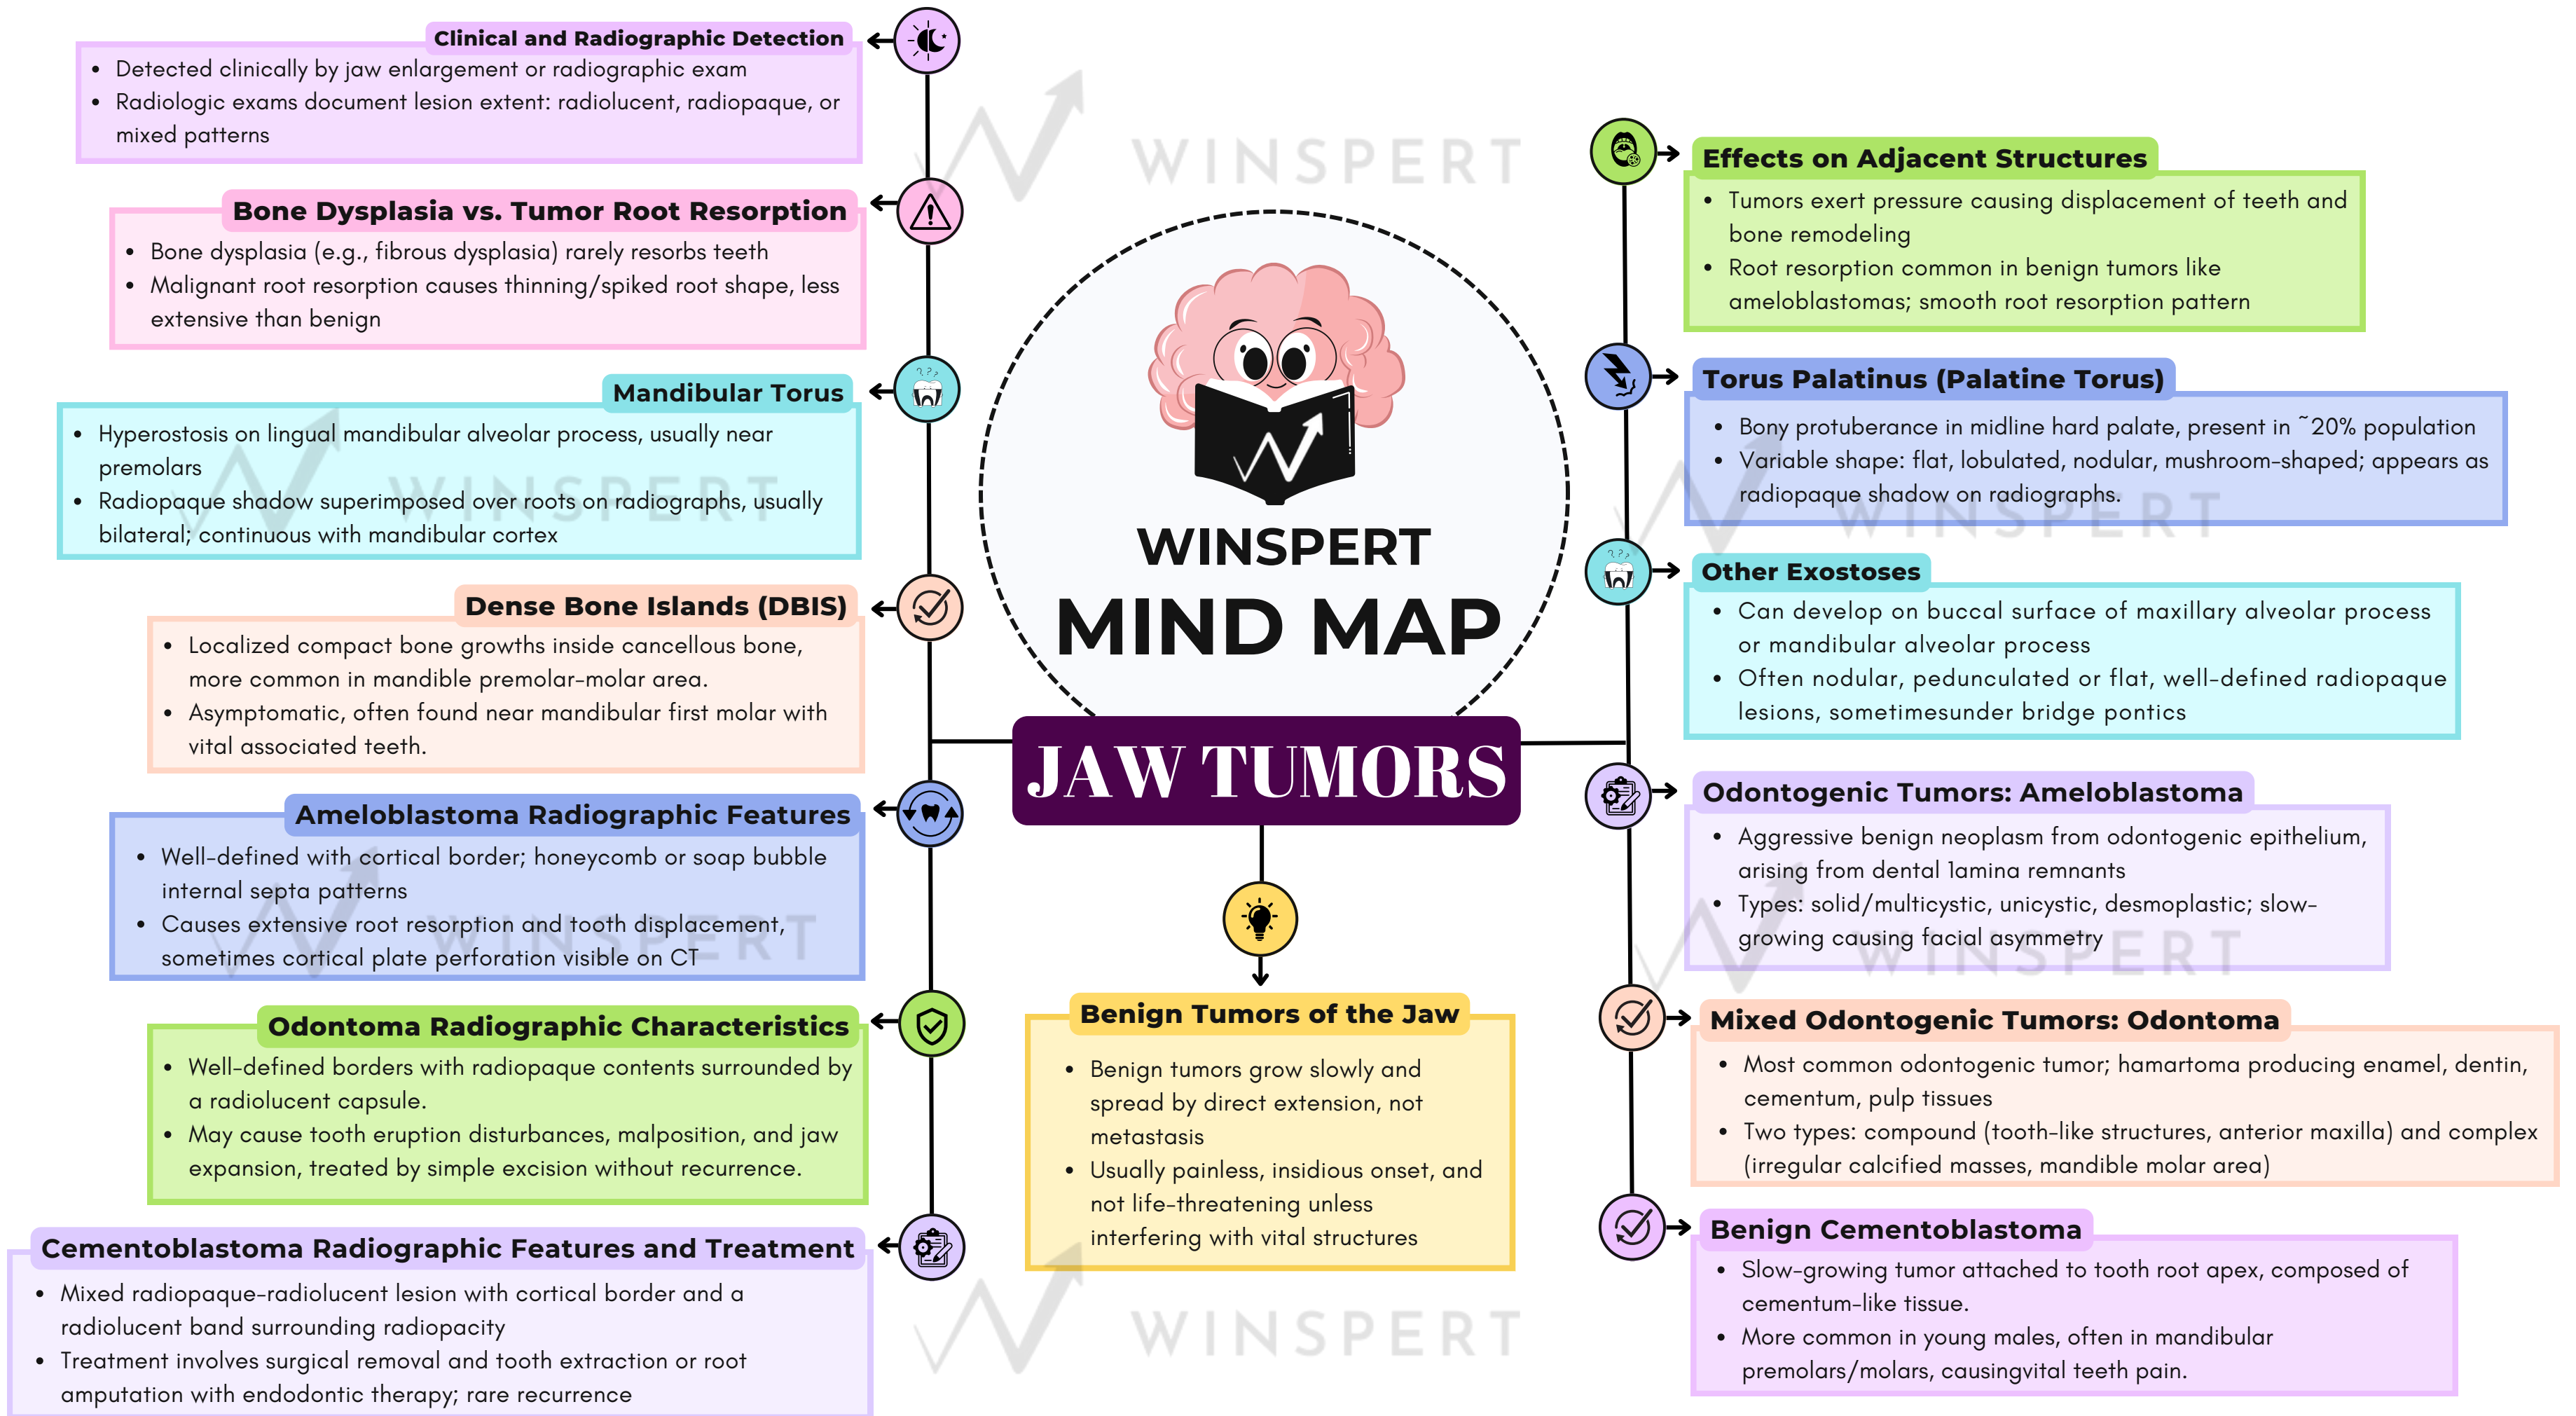 Clinical and Radiographic Detection
• Detected clinically by jaw enlargement or radiographic exam
• Radiologic exams document lesion extent: radiolucent, radiopaque, or
mixed patterns
Bone Dysplasia vs. Tumor Root Resorption
• Bone dysplasia (e.g., fibrous dysplasia) rarely resorbs teeth
• Malignant root resorption causes thinning/spiked root shape, less
extensive than benign
Mandibular Torus
• Hyperostosis on lingual mandibular alveolar process, usually near
premolars
• Radiopaque shadow superimposed over roots on radiographs, usually
bilateral; continuous with mandibular cortex
Dense Bone Islands (DBIS)
• Localized compact bone growths inside cancellous bone,
more common in mandible premolar-molar area.
• Asymptomatic, often found near mandibular first molar with
vital associated teeth.
Ameloblastoma Radiographic Features
• Well-defined with cortical border; honeycomb or soap bubble
internal septa patterns
• Causes extensive root resorption and tooth displacement,
sometimes cortical plate perforation visible on CT
Odontoma Radiographic Characteristics
• Well-defined borders with radiopaque contents surrounded by
a radiolucent capsule.
• May cause tooth eruption disturbances, malposition, and jaw
expansion, treated by simple excision without recurrence.
Cementoblastoma Radiographic Features and Treatment
• Mixed radiopaque-radiolucent lesion with cortical border and a
radiolucent band surrounding radiopacity
• Treatment involves surgical removal and tooth extraction or root
amputation with endodontic therapy; rare recurrence
WINSPERT
WINSPERT
MIND MAP
JAW TUMORS
Benign Tumors of the Jaw
• Benign tumors grow slowly and
spread by direct extension, not
metastasis
• Usually painless, insidious onset, and
not life-threatening unless
interfering with vital structures
WINSPERT
Effects on Adjacent Structures
• Tumors exert pressure causing displacement of teeth and
bone remodeling
• Root resorption common in benign tumors like
ameloblastomas; smooth root resorption pattern
Torus Palatinus (Palatine Torus)
• Bony protuberance in midline hard palate, present in ~20% population
• Variable shape: flat, lobulated, nodular, mushroom-shaped; appears as
radiopaque shadow on radiographs.
Other Exostoses
• Can develop on buccal surface of maxillary alveolar process
or mandibular alveolar process
• Often nodular, pedunculated or flat, well-defined radiopaque
lesions, sometimesunder bridge pontics
Odontogenic Tumors: Ameloblastoma
• Aggressive benign neoplasm from odontogenic epithelium,
arising from dental 1amina remnants
• Types: solid/multicystic, unicystic, desmoplastic; slow-
growing causing facial asymmetry
Mixed Odontogenic Tumors: Odontoma
• Most common odontogenic tumor; hamartoma producing enamel, dentin,
cementum, pulp tissues
• Two types: compound (tooth-like structures, anterior maxilla) and complex
(irregular calcified masses, mandible molar area)
Benign Cementoblastoma
• Slow-growing tumor attached to tooth root apex, composed of
cementum-like tissue.
• More common in young males, often in mandibular
premolars/molars, causingvital teeth pain.
WINSPERT
WINSPERT
WINSPERT
WINSPERT